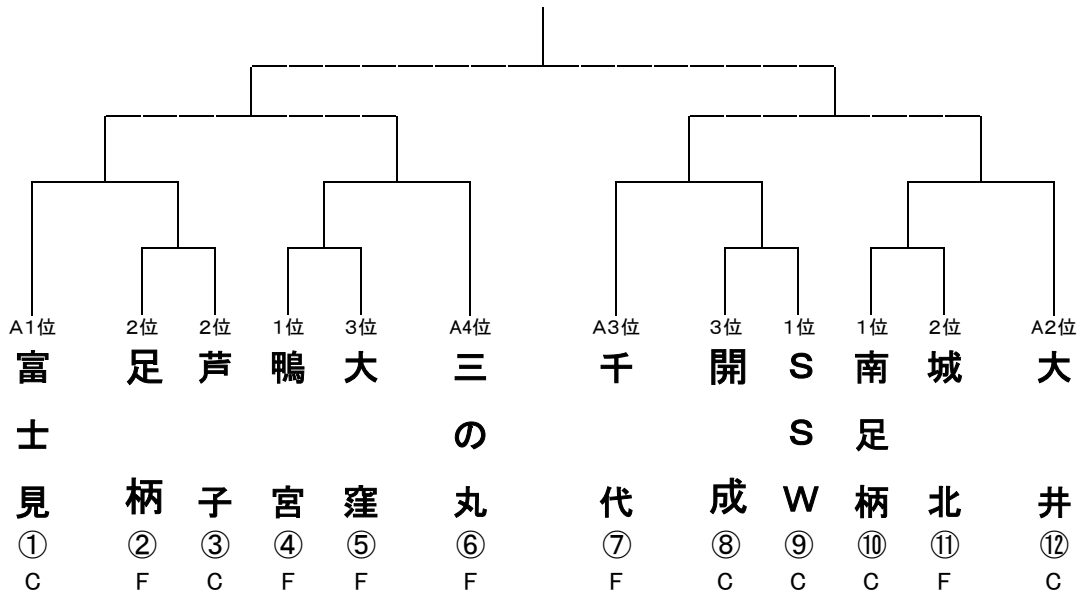 A1位 2位 2位 1位 3位 A4位 A3位 3位 1位 1位 2位 A2位
富士見
足柄
芦子
鴨宮
大窪
三の丸
千代
開成
SSW
南足柄
城北
大井
① ② ③ ④ ⑤ ⑥ ⑦ ⑧ ⑨ ⑩ ⑪ ⑫
C F C F F F F C C C F C